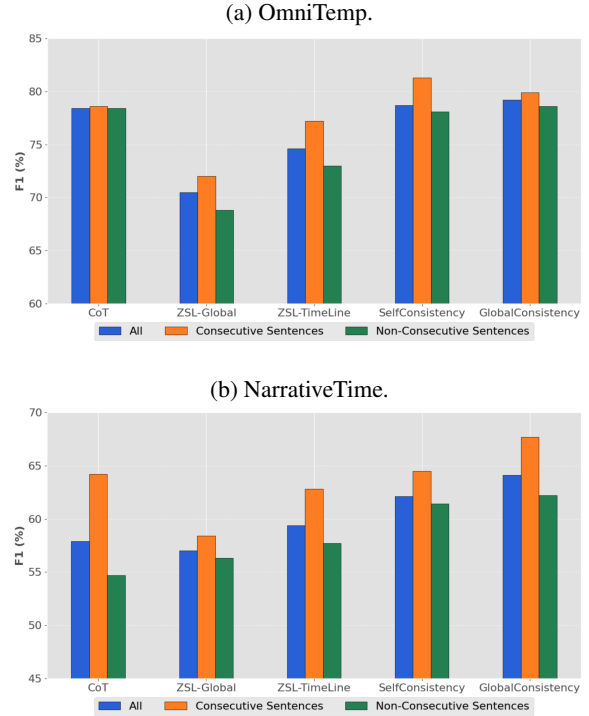 (a) OmniTemp.
85
80
75
70
65
60
F1 (%)
CoT ZSL-Global ZSL-TimeLine SelfConsistency GlobalConsistency
All Consecutive Sentences Non-Consecutive Sentences
(b) NarrativeTime.
70
65
60
55
50
45
F1 (%)
CoT ZSL-Global ZSL-TimeLine SelfConsistency GlobalConsistency
All Consecutive Sentences Non-Consecutive Sentences